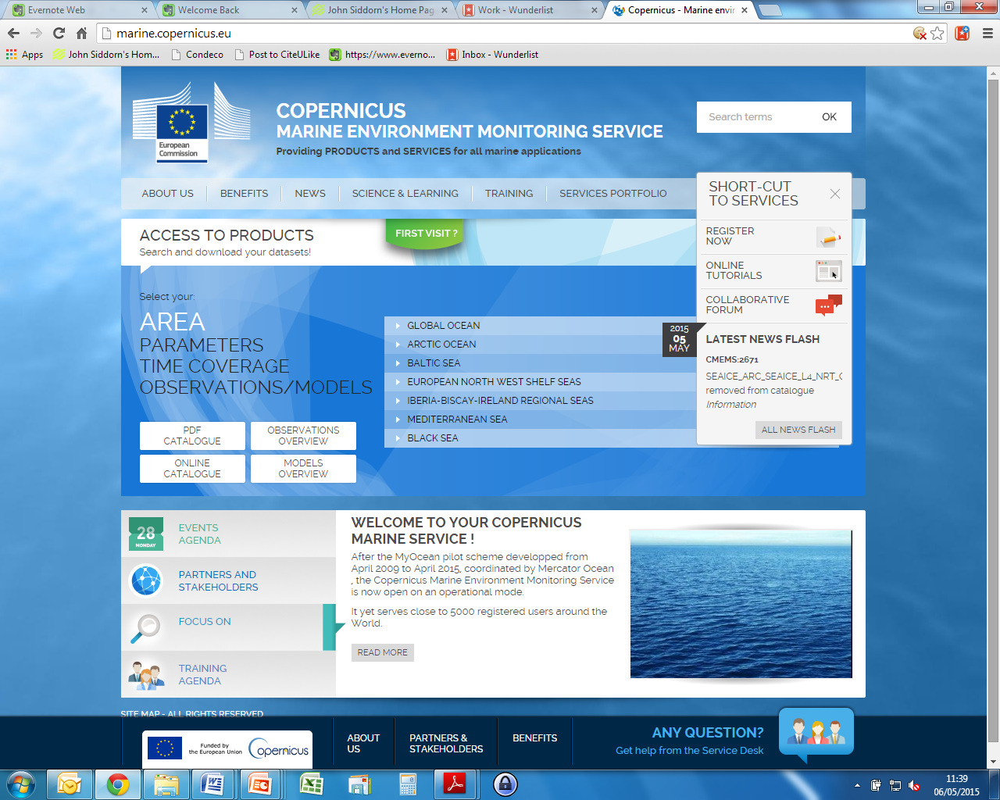 Evernote Web
Welcome Back
John Siddorn's Home Pag
Work - Wunderlist
Copernicus - Marine envir
marine.copernicus.eu
Apps
John Siddorn's Hom...
Condeco
Post to CiteULike
https://www.everno...
Inbox - Wunderlist
European
Commission
COPERNICUS
MARINE ENVIRONMENT MONITORING SERVICE
Providing PRODUCTS and SERVICES for all marine applications
Search terms
OK
ABOUT US
BENEFITS
NEWS
SCIENCE & LEARNING
TRAINING
SERVICES PORTFOLIO
SHORT-CUT
TO SERVICES
REGISTER
NOW
ONLINE
TUTORIALS
COLLABORATIVE
FORUM
2015
05
MAY
LATEST NEWS FLASH
CMEMS:2671
SEAICE_ARC_SEAICE_L4_NRT_O
removed from catalogue
Information
ALL NEWS FLASH
ACCESS TO PRODUCTS
Search and download your datasets!
FIRST VISIT ?
Select your:
AREA
PARAMETERS
TIME COVERAGE
OBSERVATIONS/MODELS
GLOBAL OCEAN
ARCTIC OCEAN
BALTIC SEA
EUROPEAN NORTH WEST SHELF SEAS
IBERIA-BISCAY-IRELAND REGIONAL SEAS
MEDITERRANEAN SEA
BLACK SEA
PDF
CATALOGUE
OBSERVATIONS
OVERVIEW
ONLINE
CATALOGUE
MODELS
OVERVIEW
28
MONDAY
EVENTS
AGENDA
PARTNERS AND
STAKEHOLDERS
FOCUS ON
TRAINING
AGENDA
WELCOME TO YOUR COPERNICUS
MARINE SERVICE !
After the MyOcean pilot scheme developped from
April 2009 to April 2015, coordinated by Mercator Ocean
, the Copernicus Marine Environment Monitoring Service
is now open on an operational mode.
It yet serves close to 5000 registered users around the
World.
READ MORE
SITE MAP - ALL RIGHTS RESERVED
Funded by
the European Union
opernicus
ABOUT
US
PARTNERS &
STAKEHOLDERS
BENEFITS
ANY QUESTION?
Get help from the Service Desk
11:39
06/05/2015